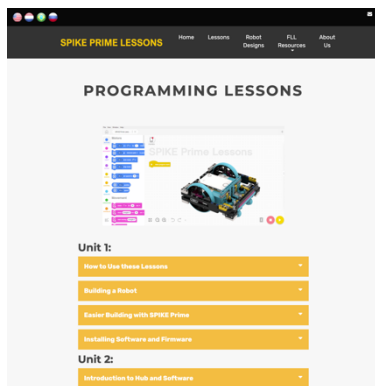 SPIKE PRIME LESSONS
Home
Lessons
Robot
Designs
FLL
Resources
About
Us
PROGRAMMING LESSONS
SPIKE Prime Lessons
Unit 1:
How to Use these Lessons
Building a Robot
Easier Building with SPIKE Prime
Installing Software and Firmware
Unit 2:
Introduction to Hub and Software